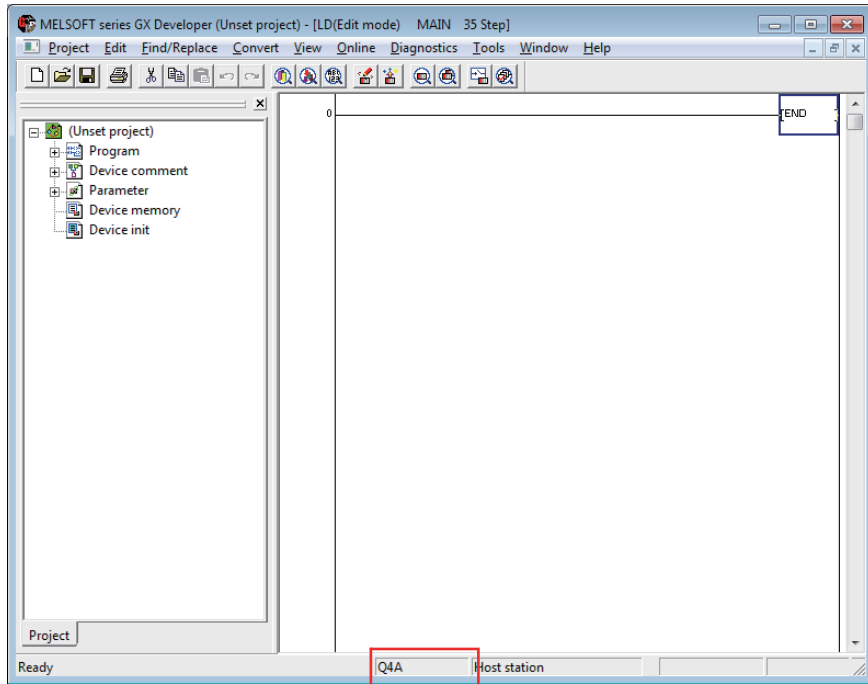 MELSOFT series GX Developer (Unset project) - [LD(Edit mode) MAIN 35 Step]
Project Edit Find/Replace Convert View Online Diagnostics Tools Window Help
0
[END ]
(Unset project)
Program
Device comment
Parameter
Device memory
Device init
Project
Ready Q4A Host station